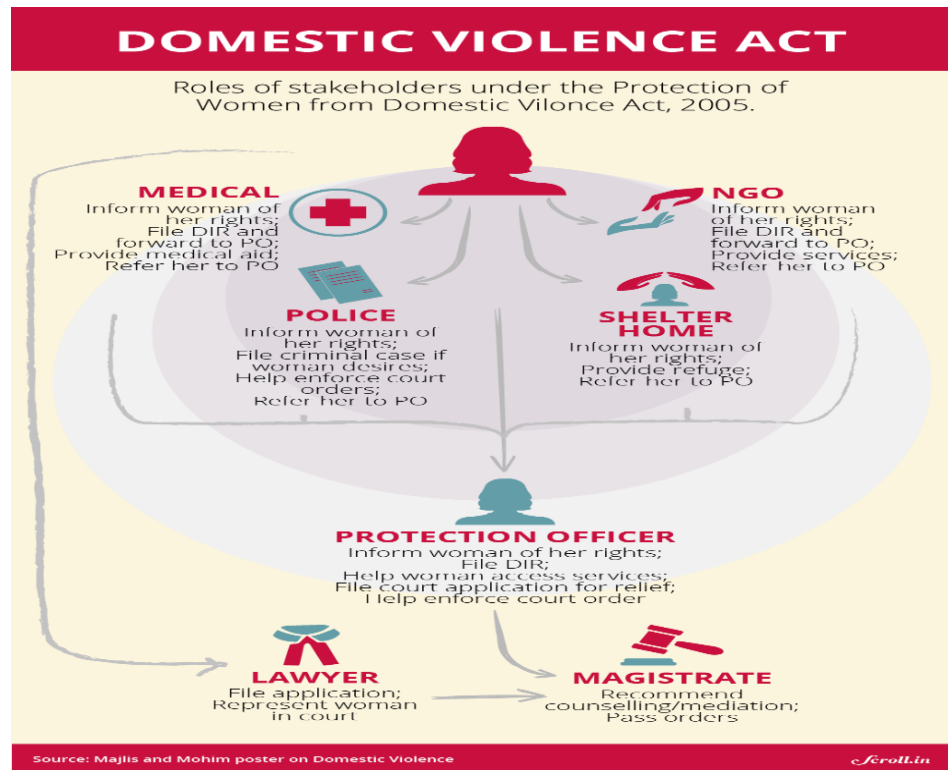 DOMESTIC VIOLENCE ACT
Roles of stakeholders under the Protection of
Women from Domestic Vilonce Act, 2005.
MEDICAL
Inform woman of
her rights;
File DIR and
forward to PO;
Provide medical aid;
Refer her to PO
NGO
Inform woman
of her rights;
File DIR and
forward to PO;
Provide services;
Refer her to PO
POLICE
Inform woman of
her rights;
File criminal case if
woman desires;
Help enforce court
orders;
Refer her to PO
SHELTER
HOME
Inform woman of
her rights;
Provide refuge;
Refer her to PO
PROTECTION OFFICER
Inform woman of her rights;
File DIR;
Help woman access services;
File court application for relief;
Help enforce court order
LAWYER
File application;
Represent woman
in court
MAGISTRATE
Recommend
counselling/mediation;
Pass orders
Source: Majlis and Mohim poster on Domestic Violence
Scroll.in